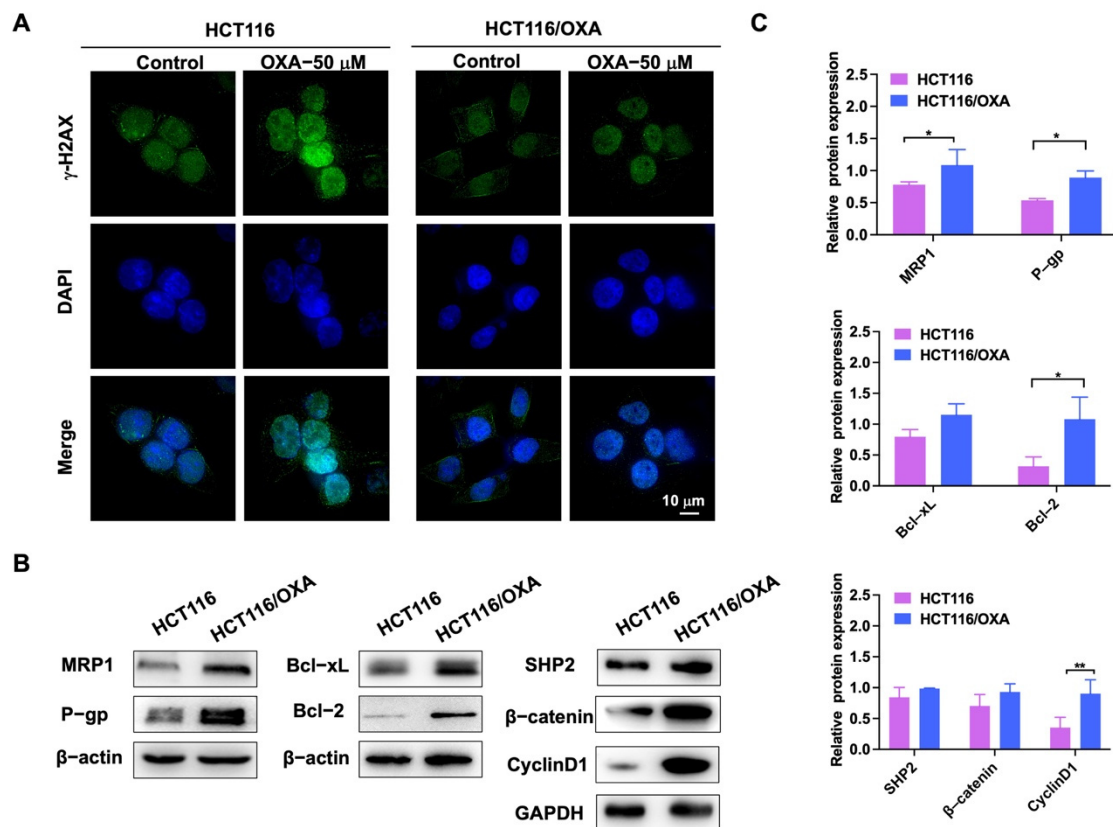 A
HCT116
HCT116/OXA
Control
OXA−50 μM
Control
OXA−50 μM
γ-H2AX
DAPI
Merge
10 μm
B
HCT116
HCT116/OXA
MRP1
P-gp
β−actin
HCT116
HCT116/OXA
Bcl−xL
Bcl−2
β−actin
HCT116
HCT116/OXA
SHP2
β−catenin
CyclinD1
GAPDH
C
HCT116
HCT116/OXA
Relative protein expression
2.5
2.0
1.5
1.0
0.5
0.0
*
*
MRP1
P−gp
HCT116
HCT116/OXA
Relative protein expression
2.5
2.0
1.5
1.0
0.5
0.0
*
Bcl−xL
Bcl−2
HCT116
HCT116/OXA
Relative protein expression
2.5
2.0
1.5
1.0
0.5
0.0
**
SHP2
β−catenin
CyclinD1